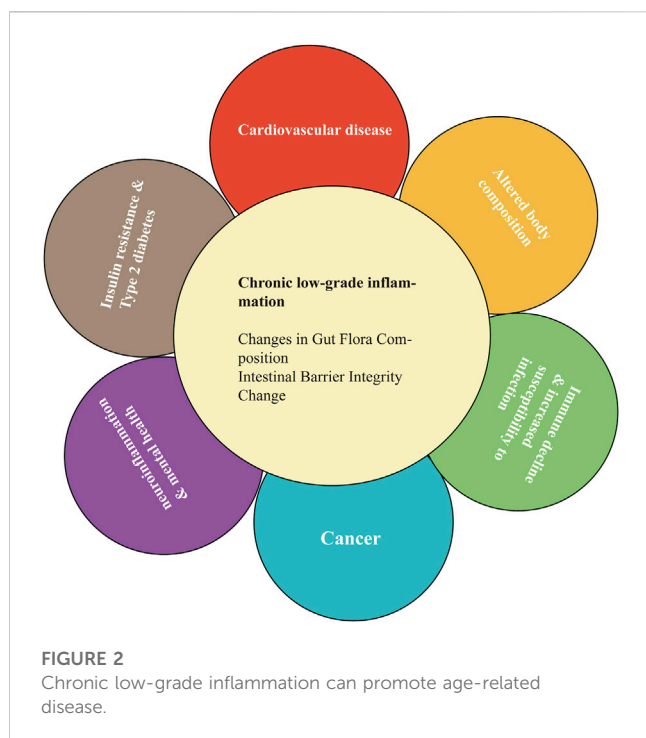 Cardiovascular disease
Altered body
composition
Insulin resistance &
Type 2 diabetes
Chronic low-grade inflam-
mation
Changes in Gut Flora Com-
position
Intestinal Barrier Integrity
Change
Immune decline
& increased
susceptibility to
infection
neuroinflammation
& mental health
Cancer
FIGURE 2
Chronic low-grade inflammation can promote age-related
disease.